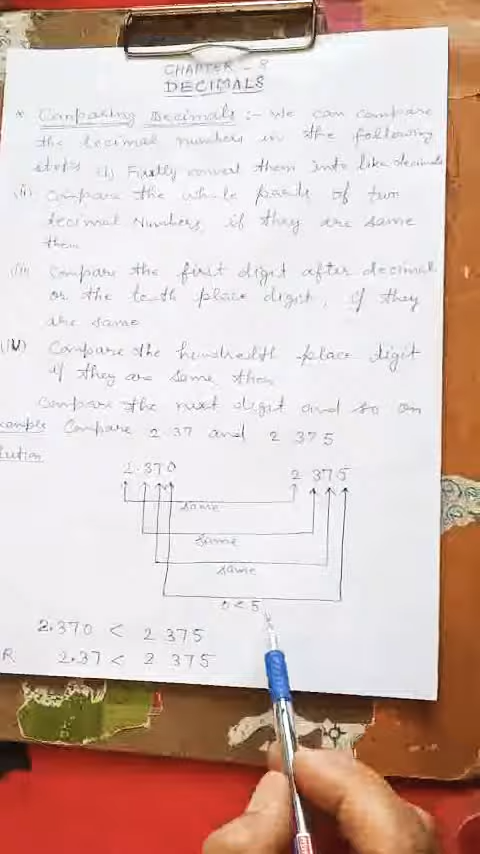 CHAPTER - 8
DECIMALS
* Comparing Decimals :- We can compare
the decimal numbers in the following
steps (i) Firstly convert them into like decimals
(ii) Compare the whole parts of two
decimal Numbers, if they are same
then
(iii) Compare the first digit after decimal
or the tenth place digit, if they
are same
(iv) Compare the hundredth place digit
if they are same then
Compare the next digit and so on
Example Compare 2.37 and 2.375
lution
2.370 2 375
same
same
same
0 < 5
2.370 < 2 375
R 2.37 < 2 375